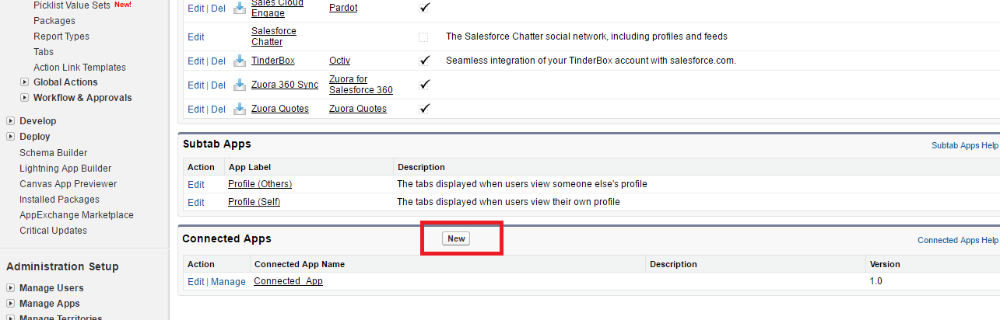 Picklist Value Sets New!
Packages
Report Types
Tabs
Action Link Templates
Global Actions
Workflow & Approvals
Develop
Deploy
Schema Builder
Lightning App Builder
Canvas App Previewer
Installed Packages
AppExchange Marketplace
Critical Updates
Administration Setup
Manage Users
Manage Apps
Manage Territories
Edit | Del Sales Cloud Engage Pardot
Edit Salesforce Chatter The Salesforce Chatter social network, including profiles and feeds
Edit | Del TinderBox Octiv Seamless integration of your TinderBox account with salesforce.com.
Edit | Del Zuora 360 Sync Zuora for Salesforce 360
Edit | Del Zuora Quotes Zuora Quotes
Subtab Apps Subtab Apps Help
Action App Label Description
Edit Profile (Others) The tabs displayed when users view someone else's profile
Edit Profile (Self) The tabs displayed when users view their own profile
Connected Apps New Connected Apps Help
Action Connected App Name Description Version
Edit | Manage Connected_App 1.0